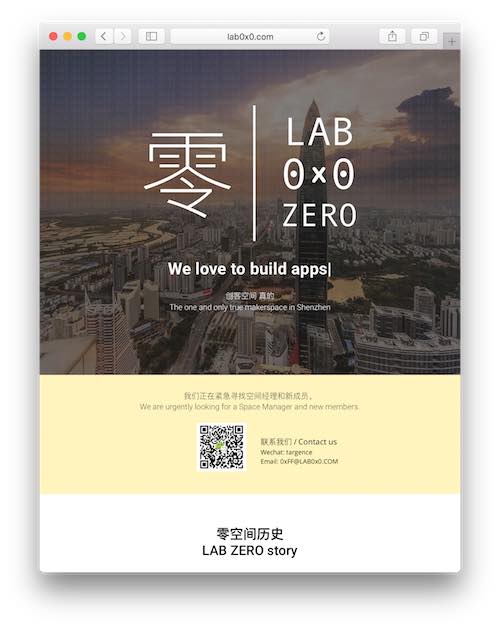 lab0x0.com
零
LAB
0x0
ZERO
We love to build apps|
创客空间 真的
The one and only true makerspace in Shenzhen
我们正在紧急寻找空间经理和新成员。
We are urgently looking for a Space Manager and new members.
联系我们 / Contact us
Wechat: targence
Email: 0xFF@LAB0x0.COM
零空间历史
LAB ZERO story